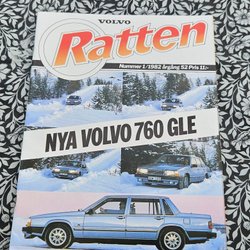 VOLVO
Ratten
Nummer 1/1982 årgång 52 Pris 11:-
NYA VOLVO 760 GLE